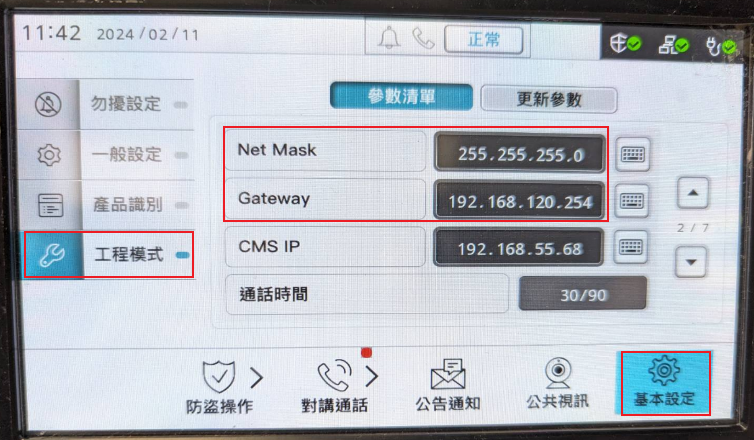 11:42 2024/02/11 正常
參數清單 更新參數
勿擾設定
一般設定
產品識別
工程模式
Net Mask 255.255.255.0
Gateway 192.168.120.254
CMS IP 192.168.55.68
通話時間 30/90
2 / 7
防盜操作 對講通話 公告通知 公共視訊 基本設定